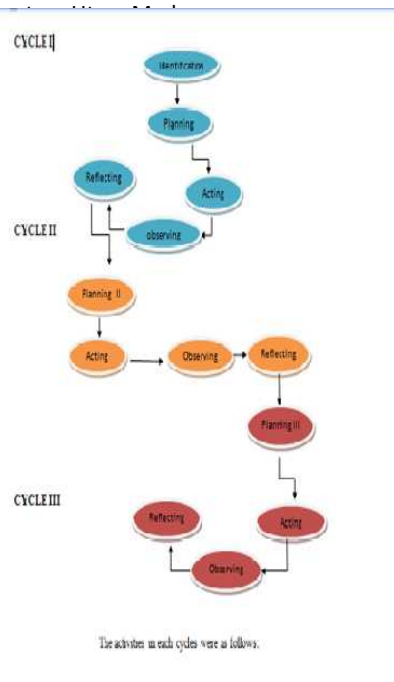 CYCLE I
Identification
Planning
Reflecting
Acting
CYCLE II
observing
Planning II
Acting
Observing
Reflecting
Planning III
CYCLE III
Reflecting
Acting
Observing
The activities in each cycles were as follows.